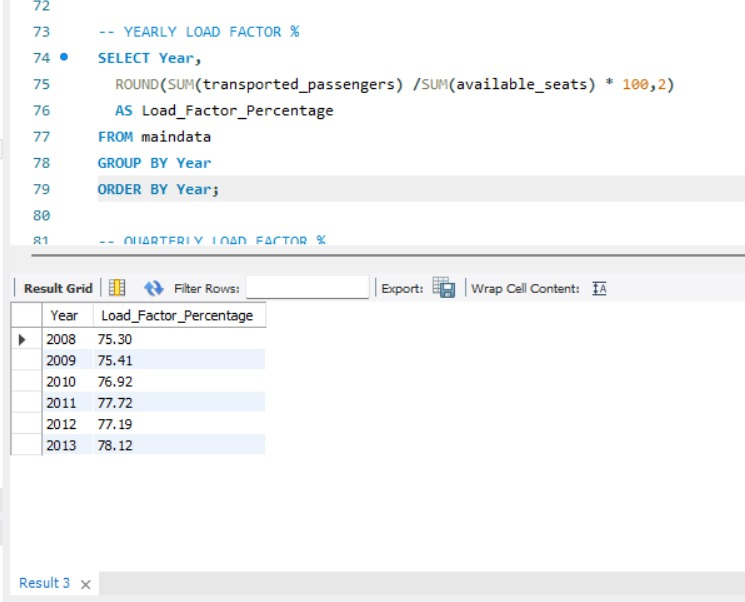 72
73 -- YEARLY LOAD FACTOR %
74 SELECT Year,
75 ROUND(SUM(transported_passengers) /SUM(available_seats) * 100,2)
76 AS Load_Factor_Percentage
77 FROM maindata
78 GROUP BY Year
79 ORDER BY Year;
80
81 -- QUARTERLY LOAD FACTOR %
Result Grid Filter Rows: Export: Wrap Cell Content: IA
Year Load_Factor_Percentage
2008 75.30
2009 75.41
2010 76.92
2011 77.72
2012 77.19
2013 78.12
Result 3 ×